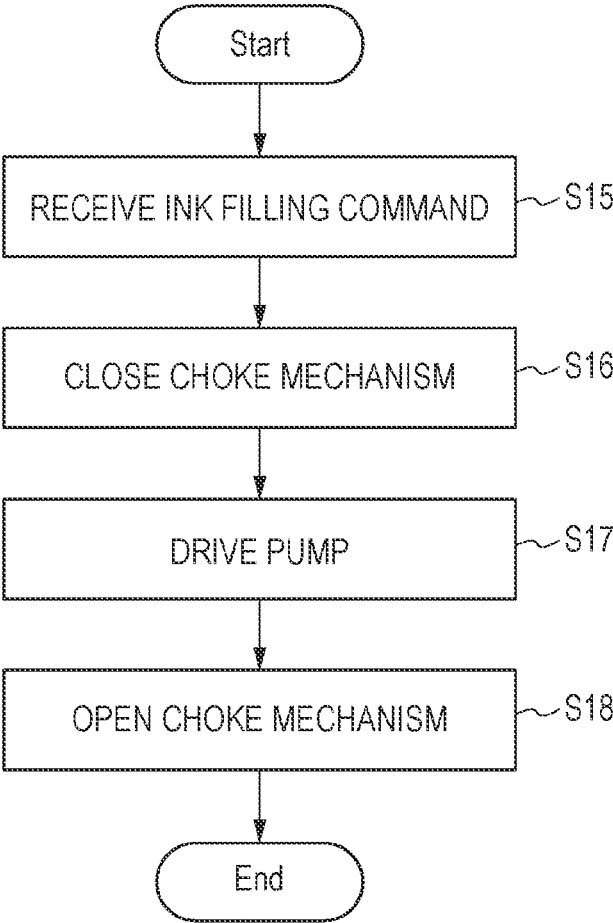 Start
RECEIVE INK FILLING COMMAND
S15
CLOSE CHOKE MECHANISM
S16
DRIVE PUMP
S17
OPEN CHOKE MECHANISM
S18
End